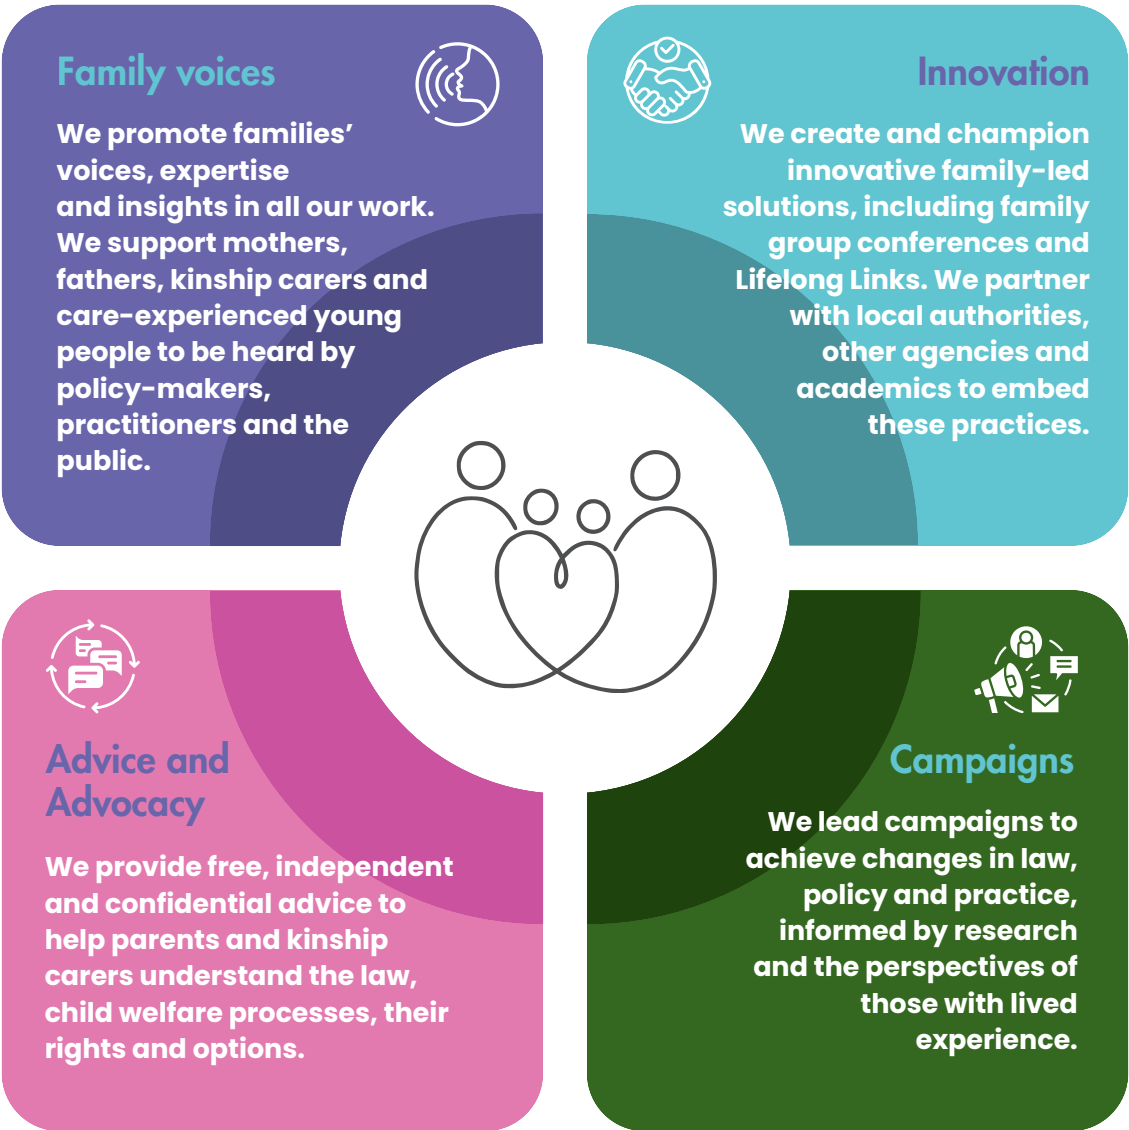 Family voices
We promote families’
voices, expertise
and insights in all our work.
We support mothers,
fathers, kinship carers and
care-experienced young
people to be heard by
policy-makers,
practitioners and the
public.
Innovation
We create and champion
innovative family-led
solutions, including family
group conferences and
Lifelong Links. We partner
with local authorities,
other agencies and
academics to embed
these practices.
Advice and
Advocacy
We provide free, independent
and confidential advice to
help parents and kinship
carers understand the law,
child welfare processes, their
rights and options.
Campaigns
We lead campaigns to
achieve changes in law,
policy and practice,
informed by research
and the perspectives of
those with lived
experience.